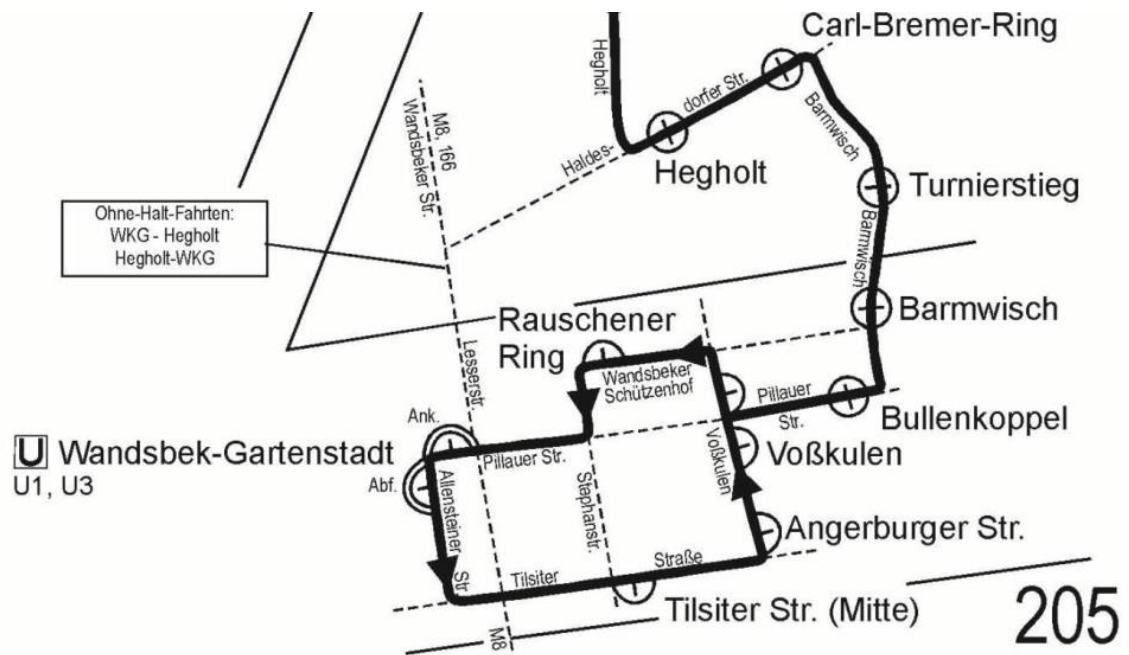 Carl-Bremer-Ring
Hegholt
dorfer Str.
Haldes-
Hegholt
Barmwisch
Turnierstieg
M8, 166
Wandsbeker Str.
Ohne-Halt-Fahrten:
WKG - Hegholt
Hegholt-WKG
Barmwisch
Barmwisch
Rauschener
Ring
Wandsbeker
Schützenhof
Lesserstr.
Pillauer
Str.
Bullenkoppel
Ank.
U Wandsbek-Gartenstadt
U1, U3
Abf.
Pillauer Str.
Voßkulen
Voßkulen
Allensteiner
Str
Stephanstr.
Angerburger Str.
Tilsiter
Straße
Tilsiter Str. (Mitte)
M8
205